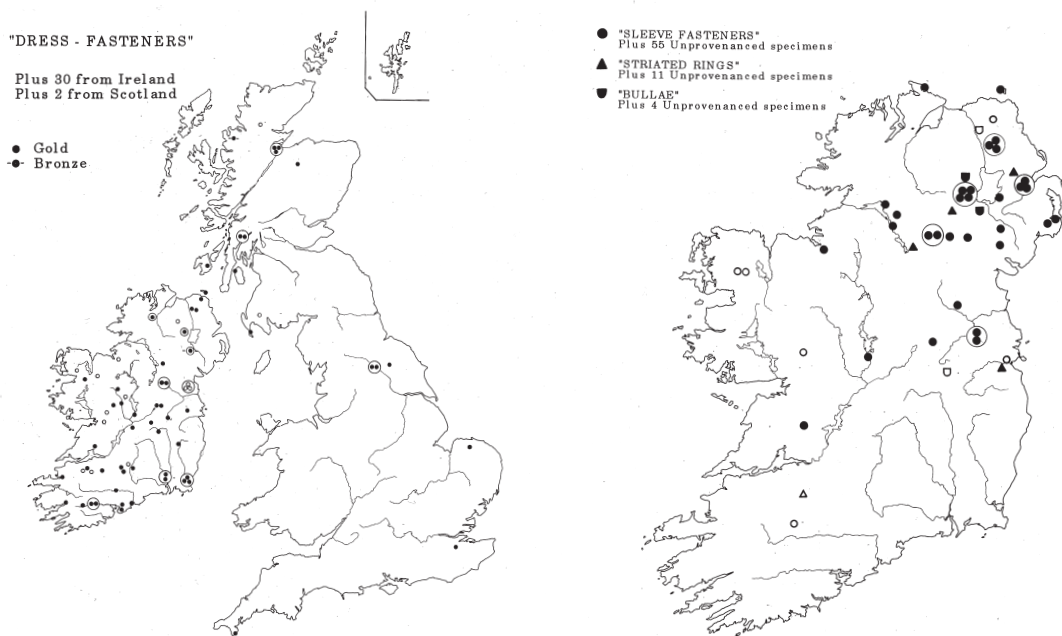 "DRESS - FASTENERS"
Plus 30 from Ireland
Plus 2 from Scotland
Gold
Bronze
"SLEEVE FASTENERS"
Plus 55 Unprovenanced specimens
"STRIATED RINGS"
Plus 11 Unprovenanced specimens
"BULLAE"
Plus 4 Unprovenanced specimens